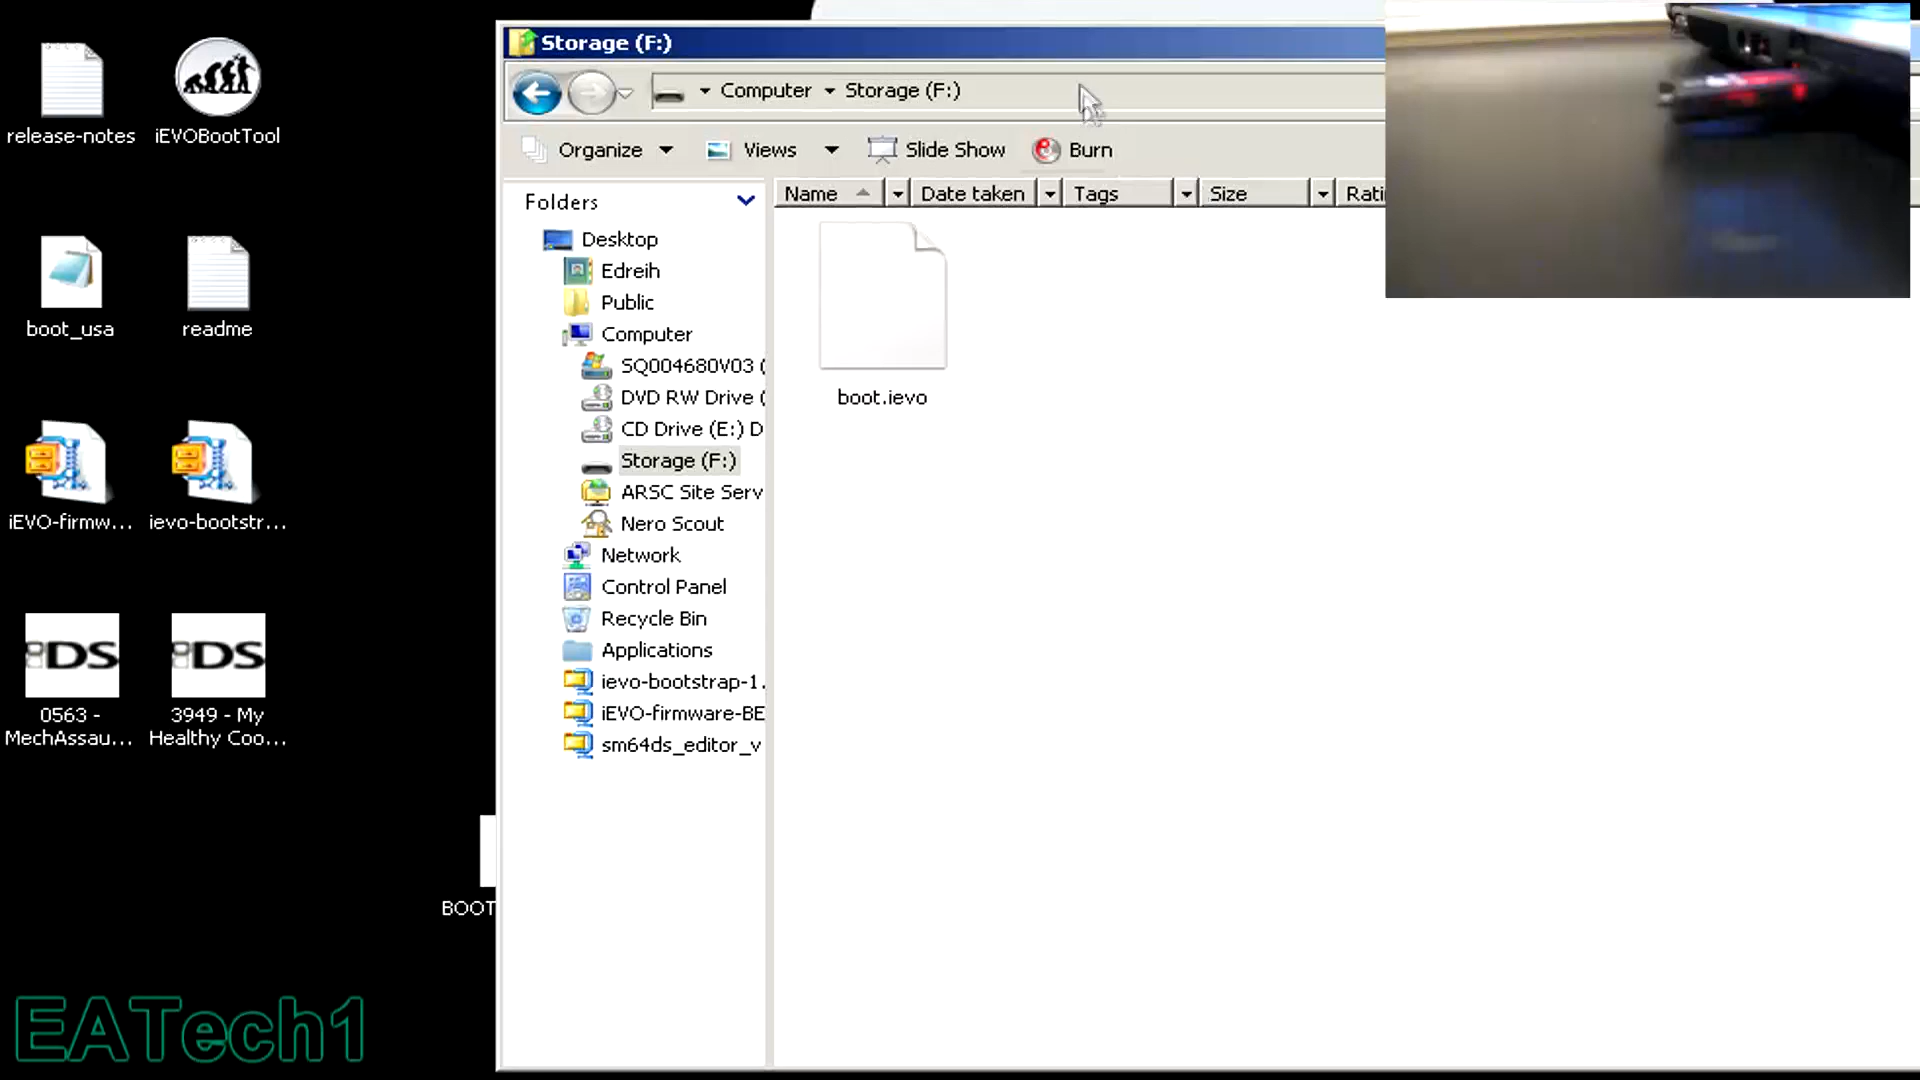 release-notes
iEVOBootTool
boot_usa
readme
iEVO-firmw...
ievo-bootstr...
DS
DS
0563 -
MechAssau...
3949 - My
Healthy Coo...
BOOT
EATech1
Storage (F:)
Computer
Storage (F:)
Organize
Views
Slide Show
Burn
Folders
Name
Date taken
Tags
Size
Rati
Desktop
Edreih
Public
Computer
SQ004680V03 (
DVD RW Drive (
CD Drive (E:) D
Storage (F:)
ARSC Site Serv
Nero Scout
Network
Control Panel
Recycle Bin
Applications
ievo-bootstrap-1.
iEVO-firmware-BE
sm64ds_editor_v
boot.ievo